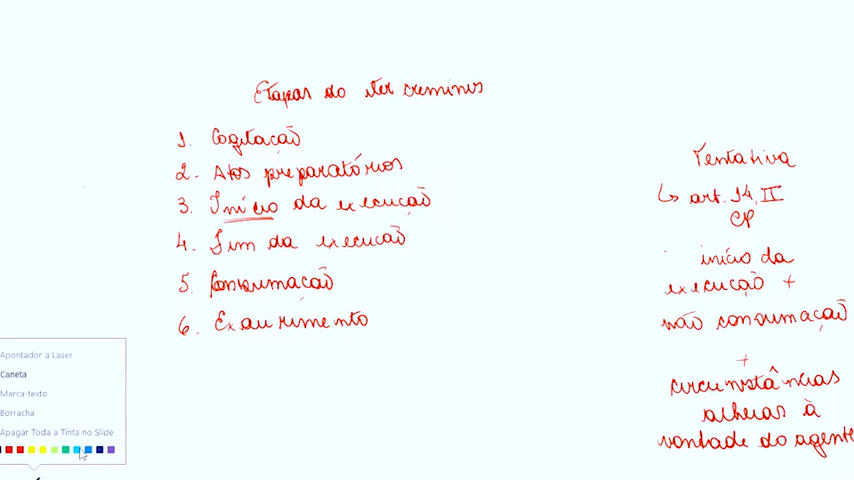 Etapas do iter criminis
1. Cogitação
2. Atos preparatórios
3. Início da execução
4. Fim da execução
5. Consumação
6. Exaurimento
Tentativa
↳ art. 14, II
CP
início da
execução +
não consumação
+
circunstâncias
alheias à
vontade do agente
Apontador a Laser
Caneta
Marca-texto
Borracha
Apagar Toda a Tinta no Slide